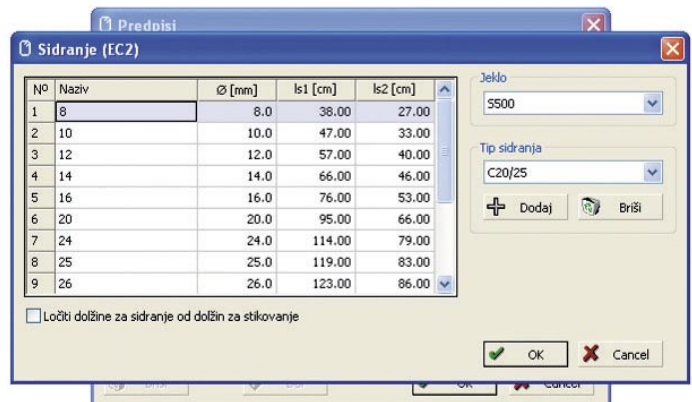 Predpisi
Sidranje (EC2)
Nº Naziv Ø [mm] ls1 [cm] ls2 [cm]
1 8 8.0 38.00 27.00
2 10 10.0 47.00 33.00
3 12 12.0 57.00 40.00
4 14 14.0 66.00 46.00
5 16 16.0 76.00 53.00
6 20 20.0 95.00 66.00
7 24 24.0 114.00 79.00
8 25 25.0 119.00 83.00
9 26 26.0 123.00 86.00
Jeklo
S500
Tip sidranja
C20/25
Dodaj Briši
Ločiti dolžine za sidranje od dolžin za stikovanje
OK Cancel